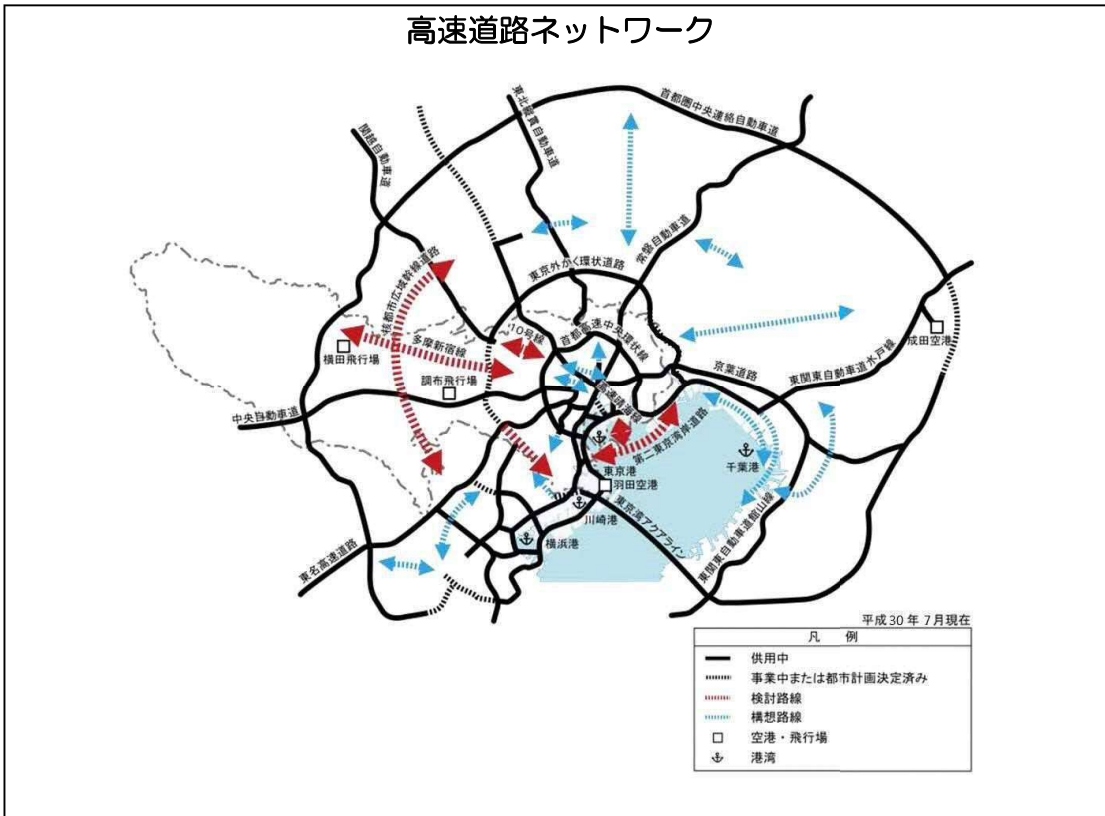 高速道路ネットワーク
首都圏中央連絡自動車道
東北縦貫自動車道
関越自動車道
常磐自動車道
東京外かく環状道路
核都市広域幹線道路
10号線
首都高速中央環状線
多摩新宿線
横田飛行場
調布飛行場
成田空港
京葉道路
東関東自動車道水戸線
中央自動車道
高速晴海線
第二東京湾岸道路
千葉港
東京港
羽田空港
川崎港
東京湾アクアライン
横浜港
東関東自動車道館山線
東名高速道路
平成30年7月現在
凡 例
供用中
事業中または都市計画決定済み
検討路線
構想路線
空港・飛行場
港湾